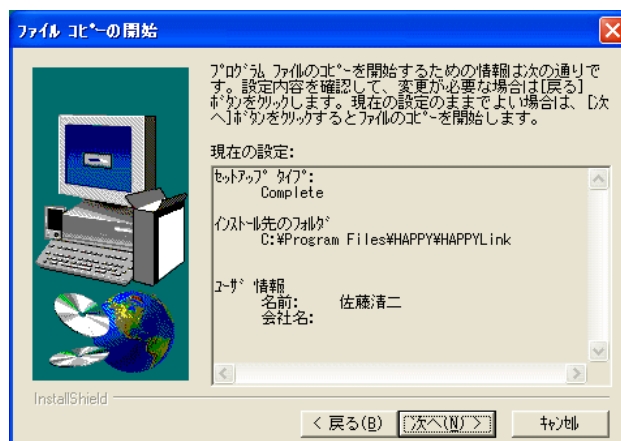 ファイル コピーの開始
プログラム ファイルのコピーを開始するための情報は次の通りで
す。設定内容を確認して、変更が必要な場合は[戻る]
ボタンをクリックします。現在の設定のままでよい場合は、[次
へ]ボタンをクリックするとファイルのコピーを開始します。
現在の設定:
セットアップ タイプ:
Complete
インストール先のフォルダ
C:¥Program Files¥HAPPY¥HAPPYLink
ユーザ 情報
名前: 佐藤清二
会社名:
InstallShield
< 戻る(B) 次へ(N) > キャンセル